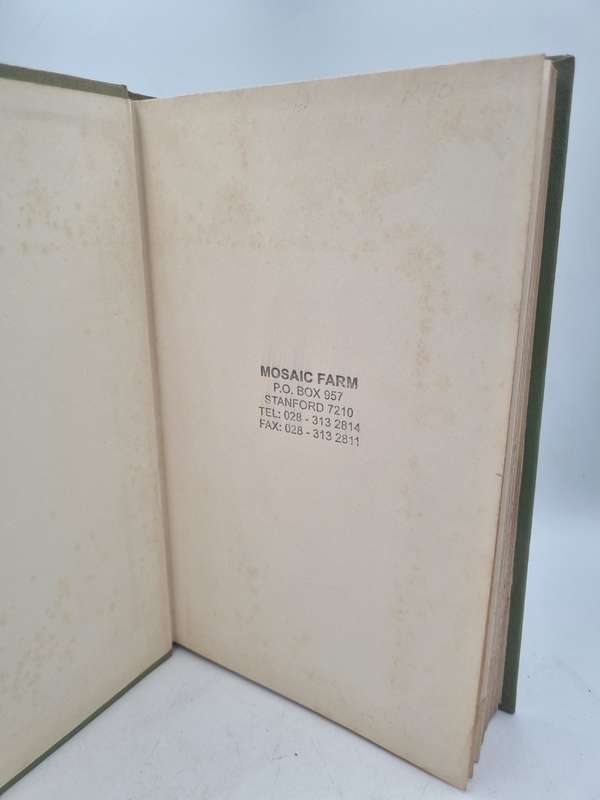 MOSAIC FARM
P.O. BOX 957
STANFORD 7210
TEL: 028 - 313 2814
FAX: 028 - 313 2811